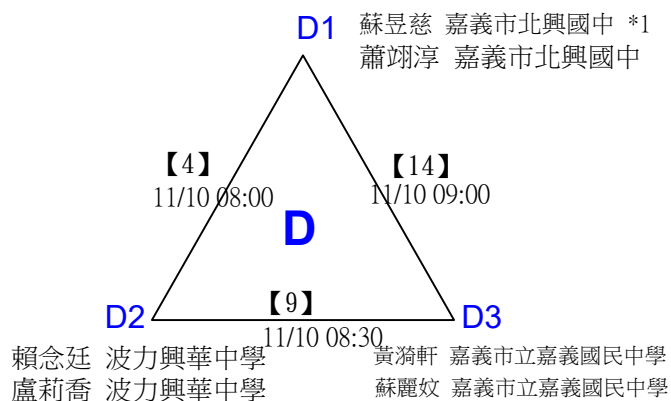 D1
蘇昱慈 嘉義市北興國中 *1
蕭翊淳 嘉義市北興國中
【4】
11/10 08:00
【14】
11/10 09:00
D
【9】
11/10 08:30
D2
D3
賴念廷 波力興華中學
盧莉喬 波力興華中學
黃漪軒 嘉義市立嘉義國民中學
蘇麗妏 嘉義市立嘉義國民中學